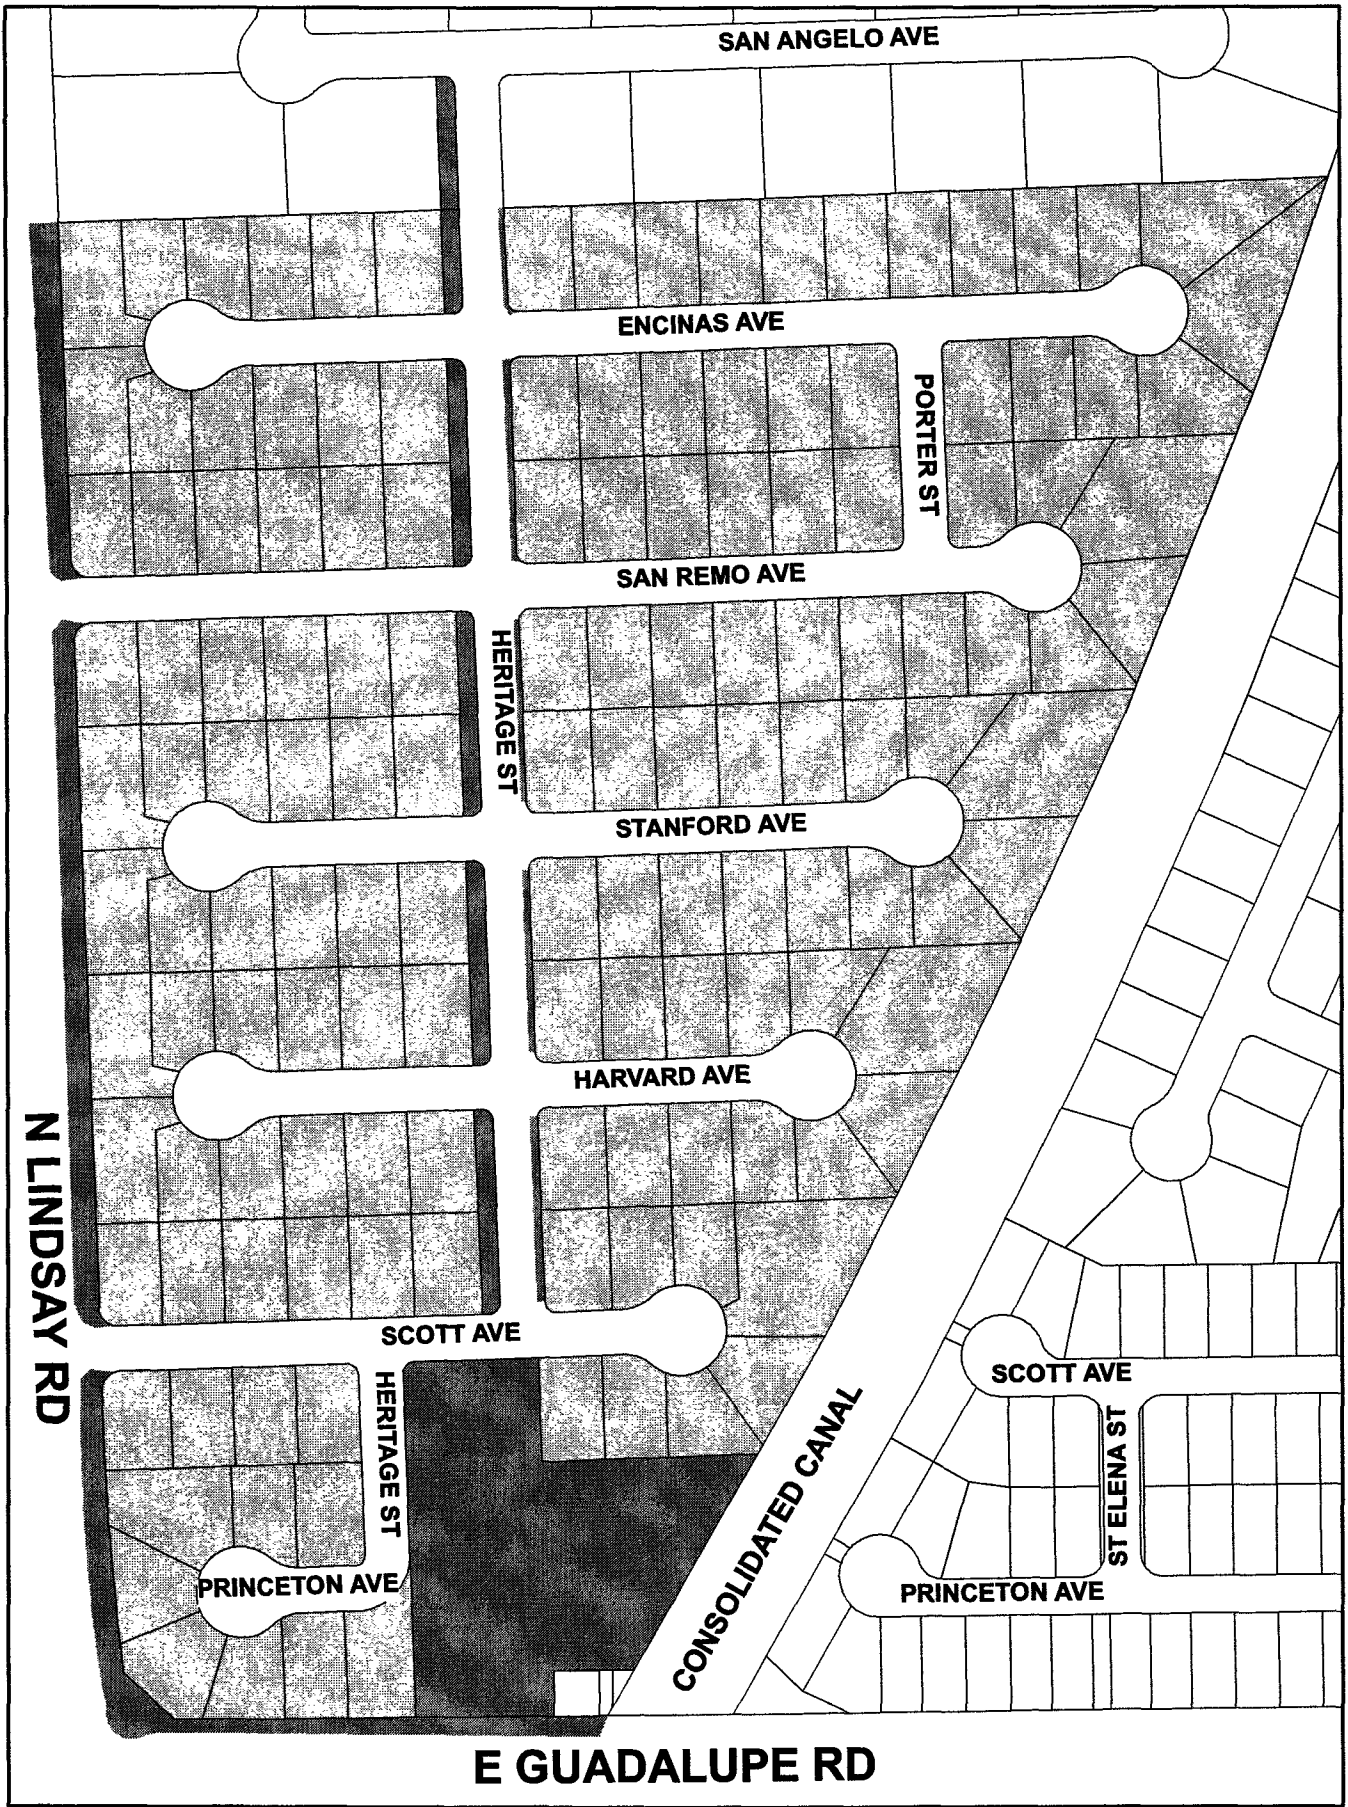 SAN ANGELO AVE
ENCINAS AVE
PORTER ST
SAN REMO AVE
HERITAGE ST
STANFORD AVE
HARVARD AVE
N LINDSAY RD
SCOTT AVE
SCOTT AVE
HERITAGE ST
CONSOLIDATED CANAL
ST ELENA ST
PRINCETON AVE
PRINCETON AVE
E GUADALUPE RD